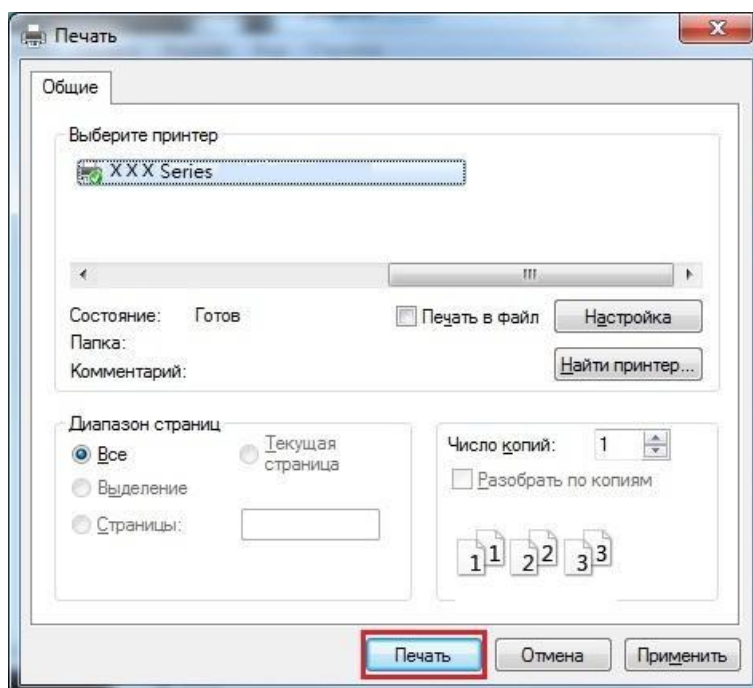 Печать
Общие
Выберите принтер
X X X Series
Состояние: Готов
Печать в файл
Настройка
Папка:
Комментарий:
Найти принтер...
Диапазон страниц
Все
Текущая
страница
Выделение
Страницы:
Число копий: 1
Разобрать по копиям
1 1 2 2 3 3
Печать
Отмена
Применить